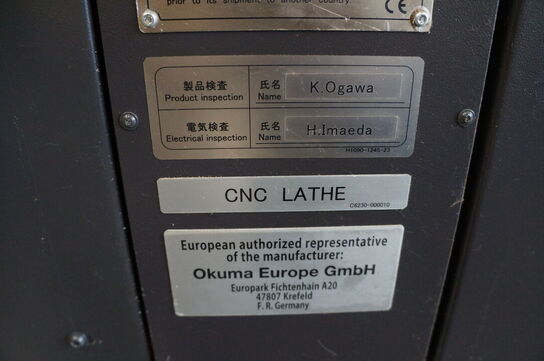 prior to its shipment to another country.
CE
製品検査 氏名 K.Ogawa
Product inspection Name
電気検査 氏名 H.Imaeda
Electrical inspection Name
H1090-1245-23
CNC LATHE
C6230-000010
European authorized representative
of the manufacturer:
Okuma Europe GmbH
Europark Fichtenhain A20
47807 Krefeld
F. R. Germany